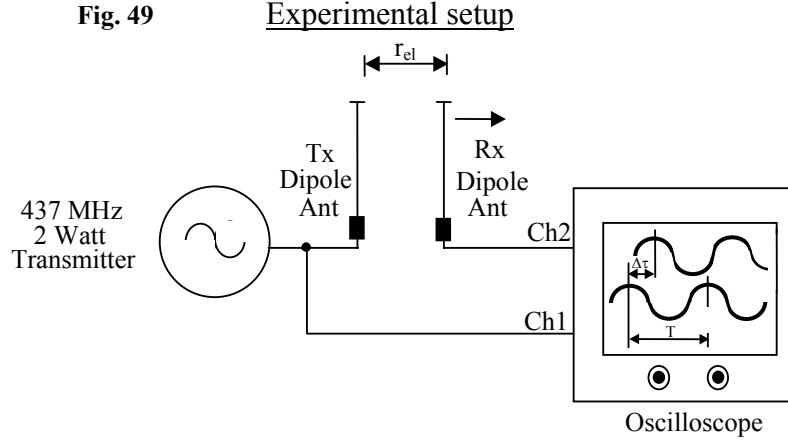 Fig. 49
Experimental setup
r_el
Tx
Dipole
Ant
Rx
Dipole
Ant
437 MHz
2 Watt
Transmitter
Ch2
Ch1
Δτ
T
Oscilloscope